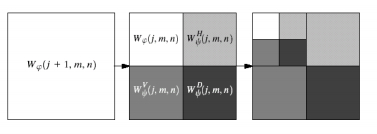 W_φ(j + 1, m, n)
W_φ(j, m, n) W_ψ^H(j, m, n)
W_ψ^V(j, m, n) W_ψ^D(j, m, n)